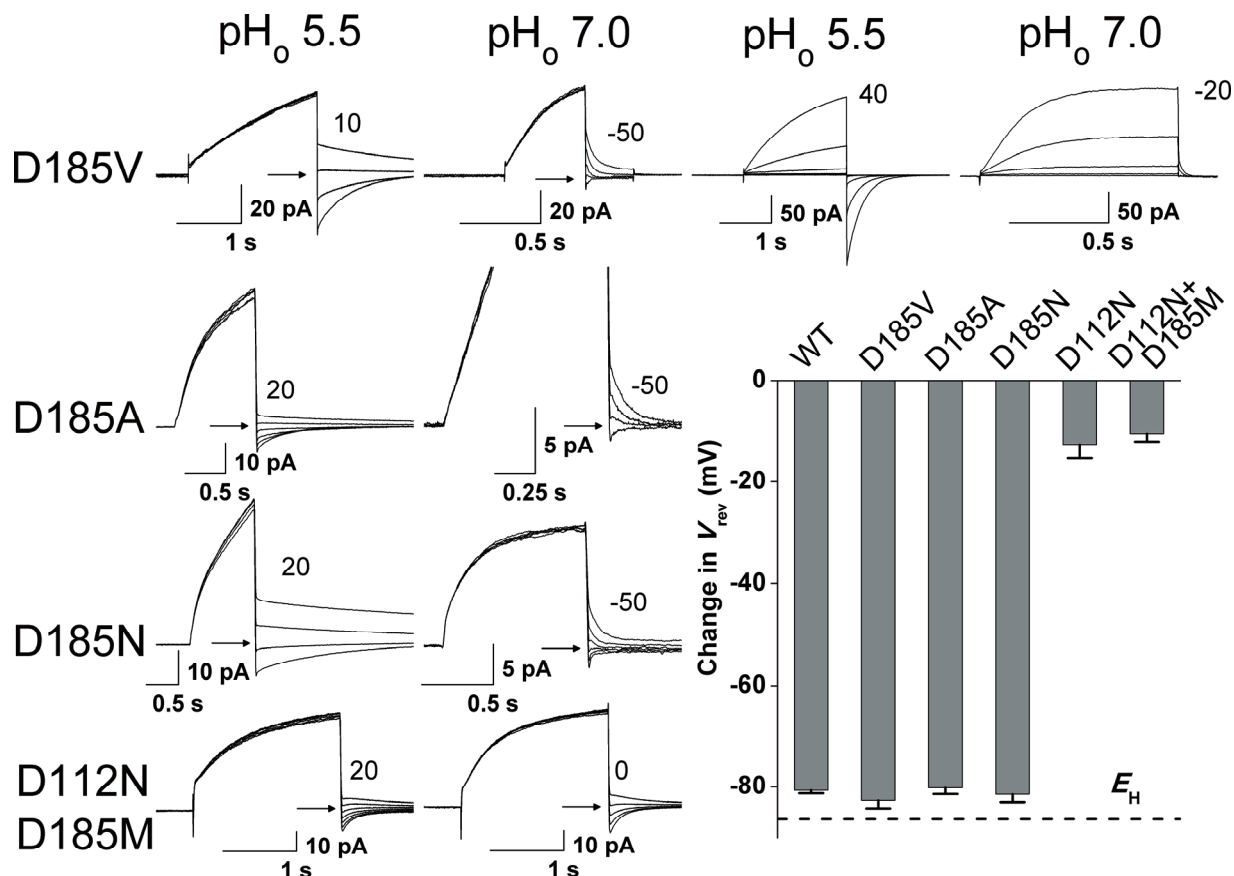 pHo 5.5 pHo 7.0 pHo 5.5 pHo 7.0
D185V
10
20 pA
1 s
-50
20 pA
0.5 s
40
50 pA
1 s
-20
50 pA
0.5 s
D185A
20
10 pA
0.5 s
-50
5 pA
0.25 s
D185N
20
10 pA
0.5 s
-50
5 pA
0.5 s
D112N
D185M
20
10 pA
1 s
0
10 pA
1 s
WT
D185V
D185A
D185N
D112N
D112N+
D185M
Change in Vrev (mV)
0
-20
-40
-60
-80
EH